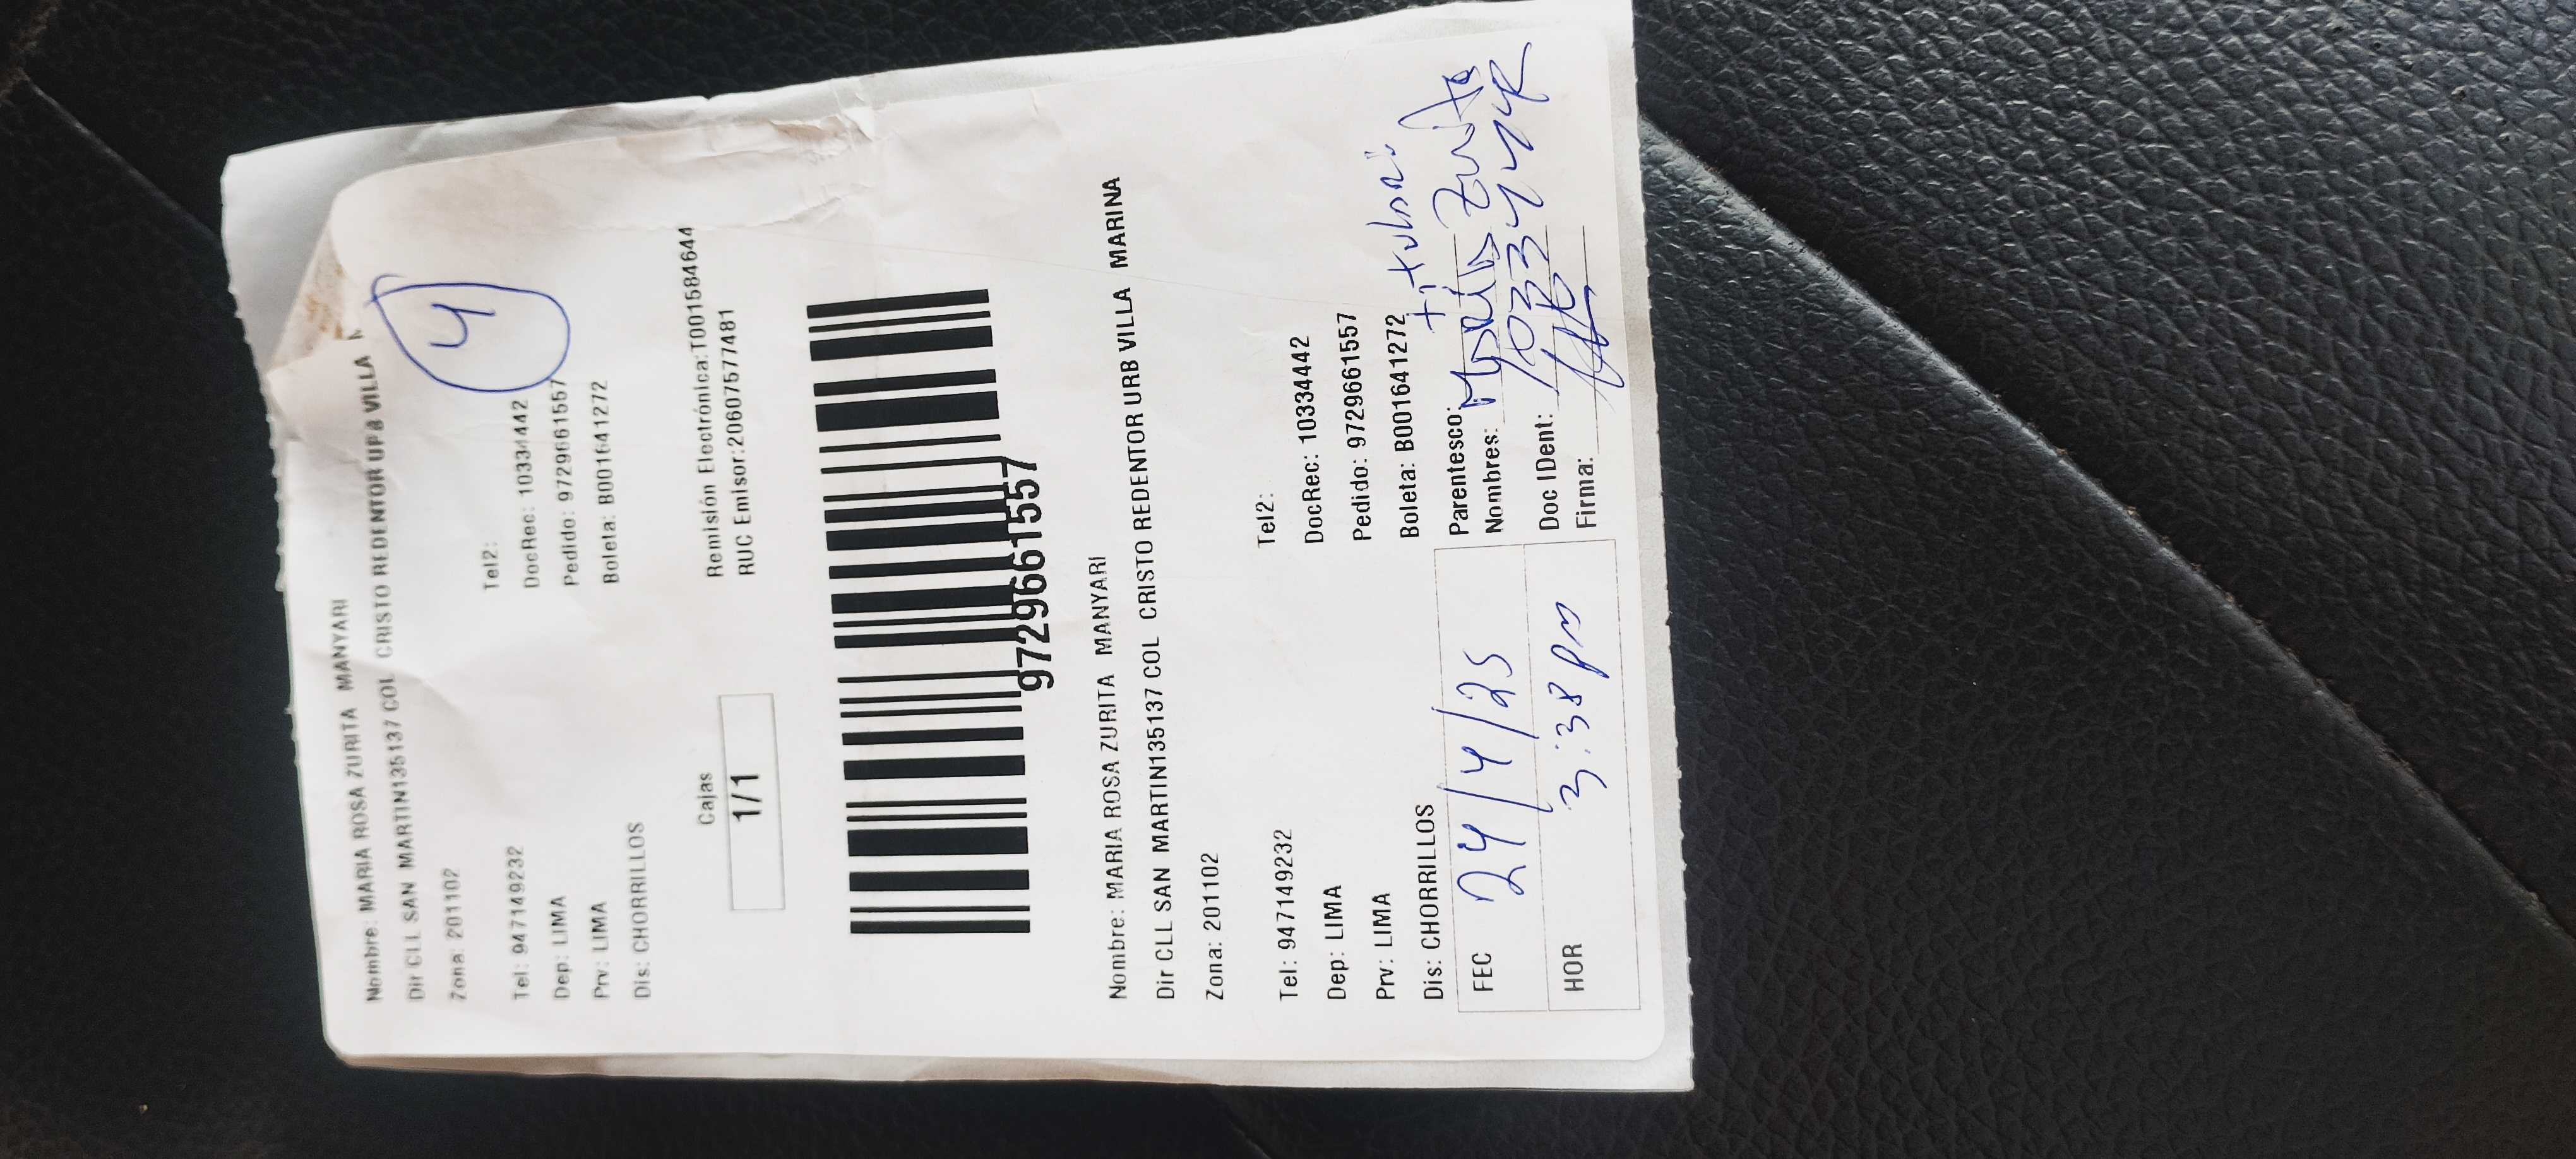 Nombre: MARIA ROSA ZURITA MANYARI
Dir CLL SAN MARTIN135137 COL CRISTO REDENTOR URB VILLA
4
Zona: 201102
Tel: 947149232 Tel2:
Dep: LIMA DocRec: 10334442
Prv: LIMA Pedido: 9729661557
Dis: CHORRILLOS Boleta: B001641272
Cajas Remisión Electrónica:T001584644
1/1 RUC Emisor:20607577481
9729661557
Nombre: MARIA ROSA ZURITA MANYARI
Dir CLL SAN MARTIN135137 COL CRISTO REDENTOR URB VILLA MARINA
Zona: 201102
Tel: 947149232 Tel2:
Dep: LIMA DocRec: 10334442
Prv: LIMA Pedido: 9729661557
Dis: CHORRILLOS Boleta: B001641272
FEC 24/4/25 Parentesco: titular
Nombres: Zurita
HOR 3:38 pm Doc IDent: 10334442
Firma: